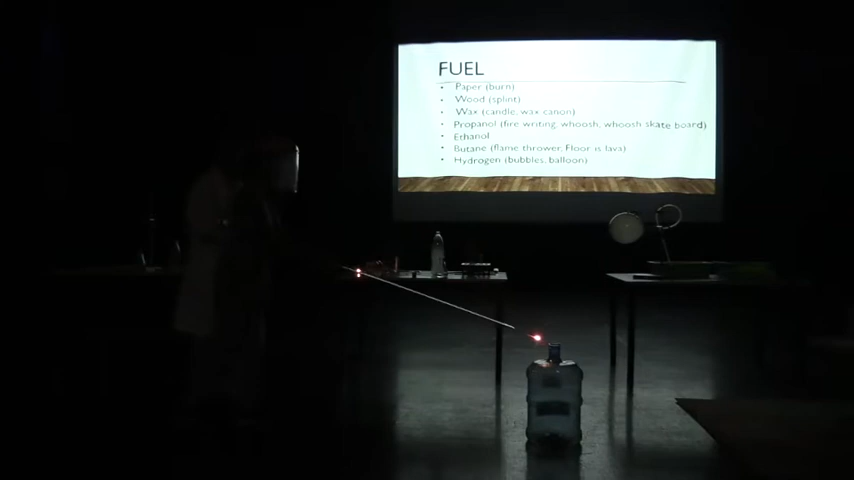 FUEL
• Paper (burn)
• Wood (splint)
• Wax (candle, wax canon)
• Propanol (fire writing, whoosh, whoosh skate board)
• Ethanol
• Butane (flame thrower, Floor is lava)
• Hydrogen (bubbles, balloon)